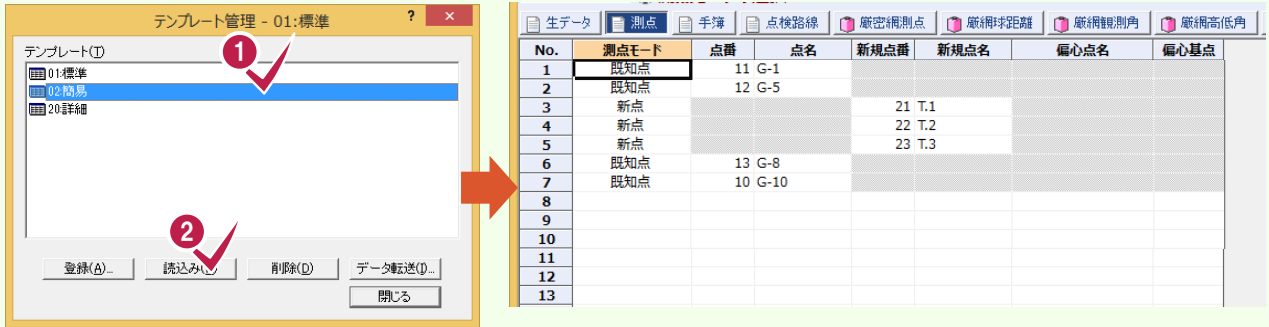 テンプレート管理 - 01:標準
? ×
テンプレート(T)
1
01:標準
02:簡易
20:詳細
2
登録(A)... 読込み 削除(D) データ転送(I)...
閉じる
生データ 測点 手簿 点検路線 厳密網測点 厳網球距離 厳網観測角 厳網高低角
No. 測点モード 点番 点名 新規点番 新規点名 偏心点名 偏心基点
1 既知点 11 G-1
2 既知点 12 G-5
3 新点 21 T.1
4 新点 22 T.2
5 新点 23 T.3
6 既知点 13 G-8
7 既知点 10 G-10
8
9
10
11
12
13